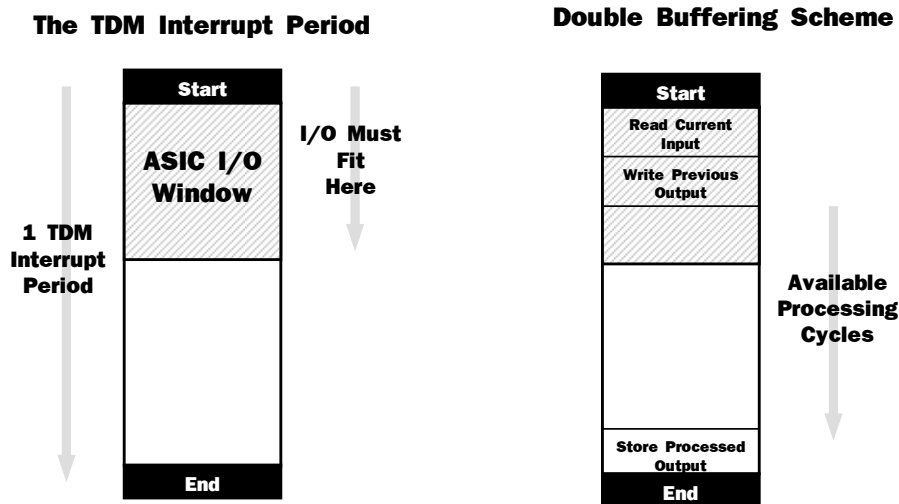 The TDM Interrupt Period
Start
ASIC I/O
Window
I/O Must
Fit
Here
1 TDM
Interrupt
Period
End
Double Buffering Scheme
Start
Read Current
Input
Write Previous
Output
Available
Processing
Cycles
Store Processed
Output
End